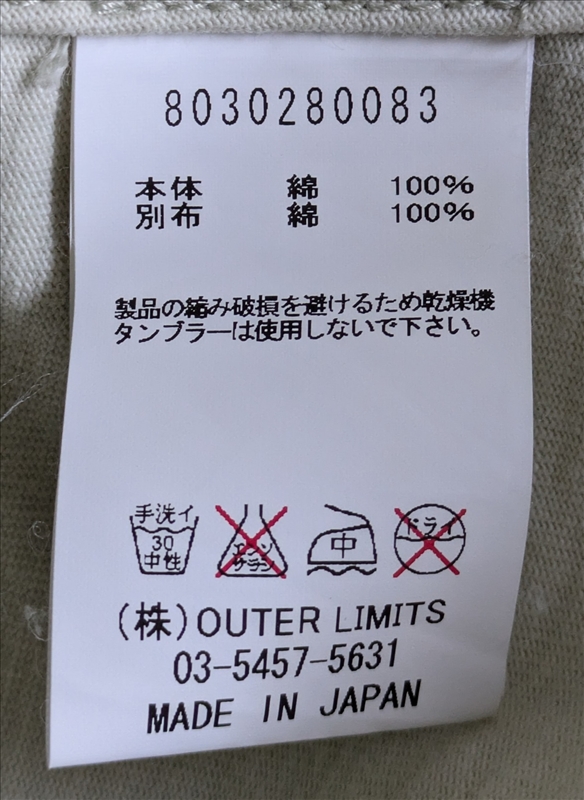 8030280083
本体 綿 100%
別布 綿 100%
製品の縮み破損を避けるため乾燥機
タンブラーは使用しないで下さい。
手洗イ
30
中性
エンソ
サラシ
中
ドライ
(株)OUTER LIMITS
03-5457-5631
MADE IN JAPAN